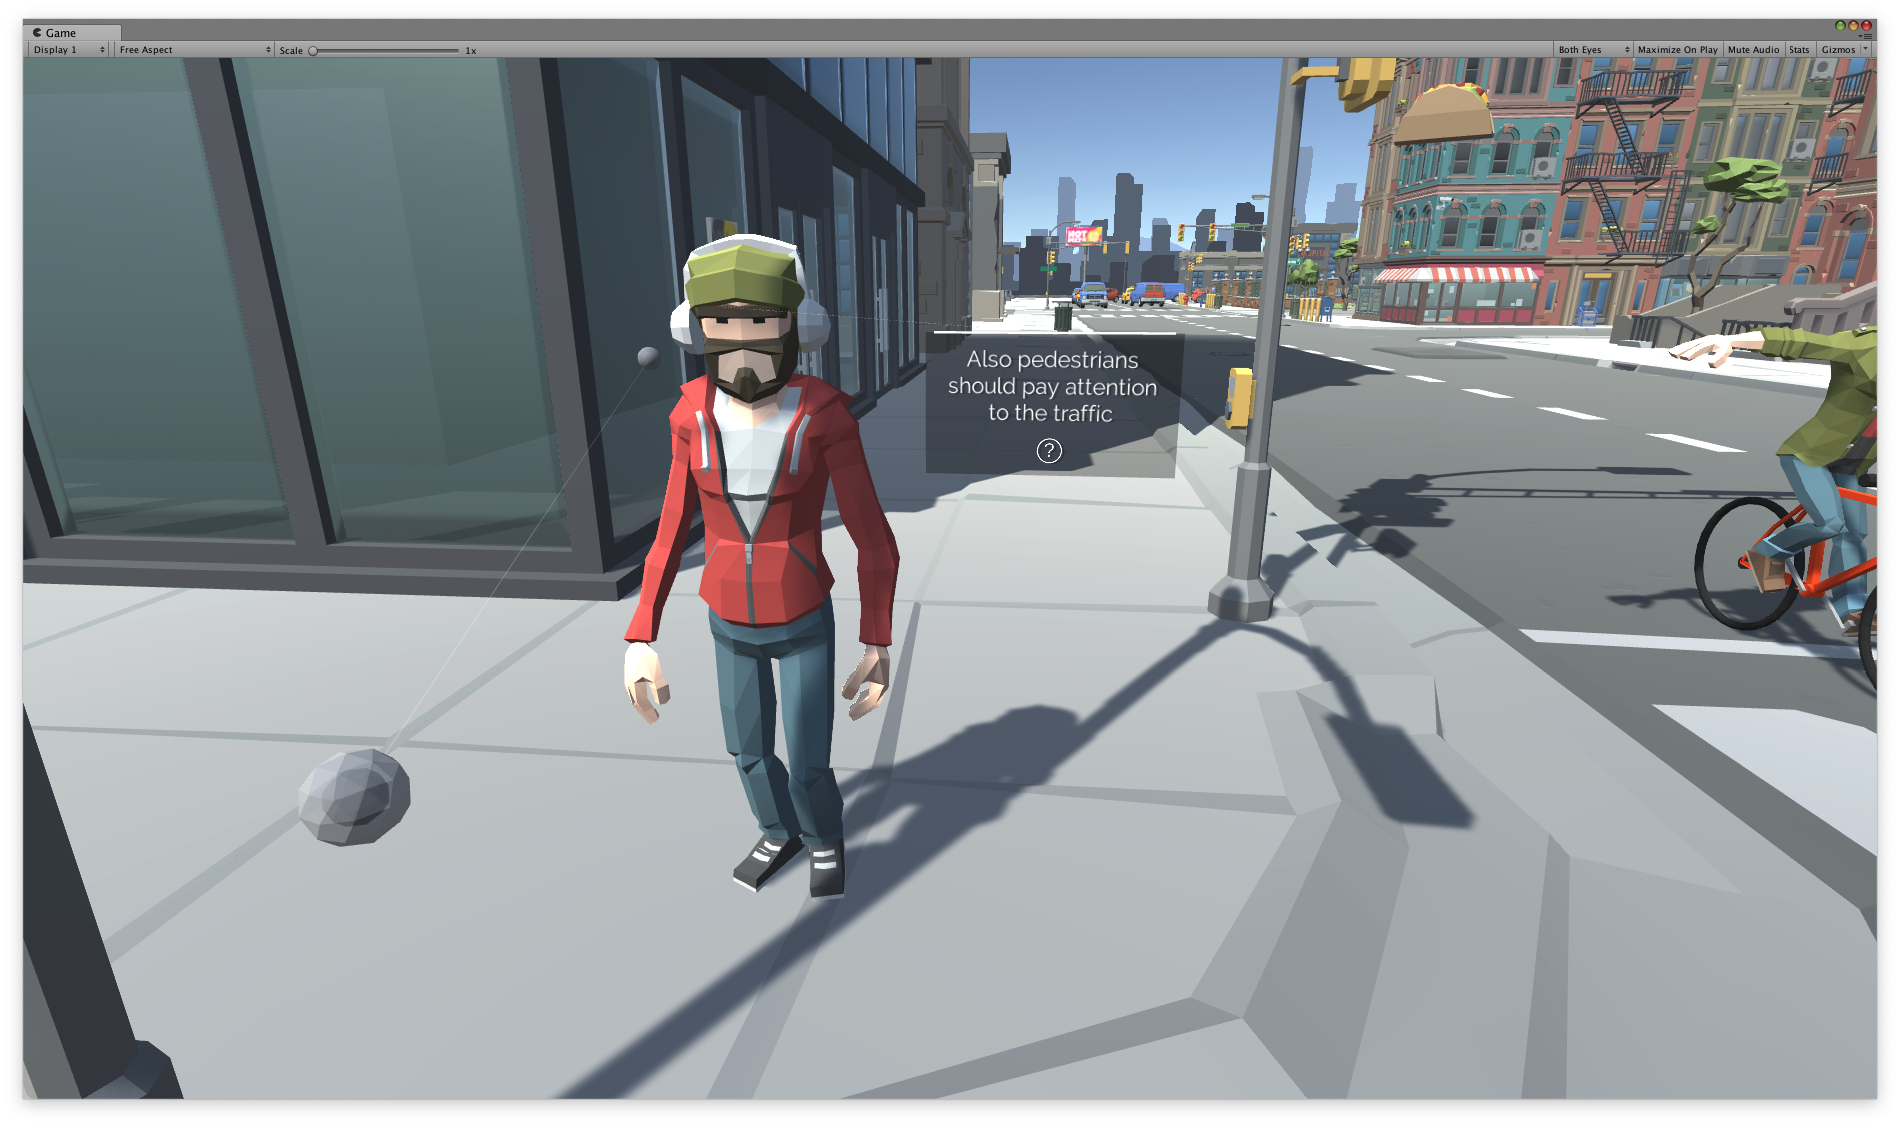 Game
Display 1
Free Aspect
Scale
1x
Both Eyes
Maximize On Play
Mute Audio
Stats
Gizmos
Also pedestrians
should pay attention
to the traffic
?
HOT